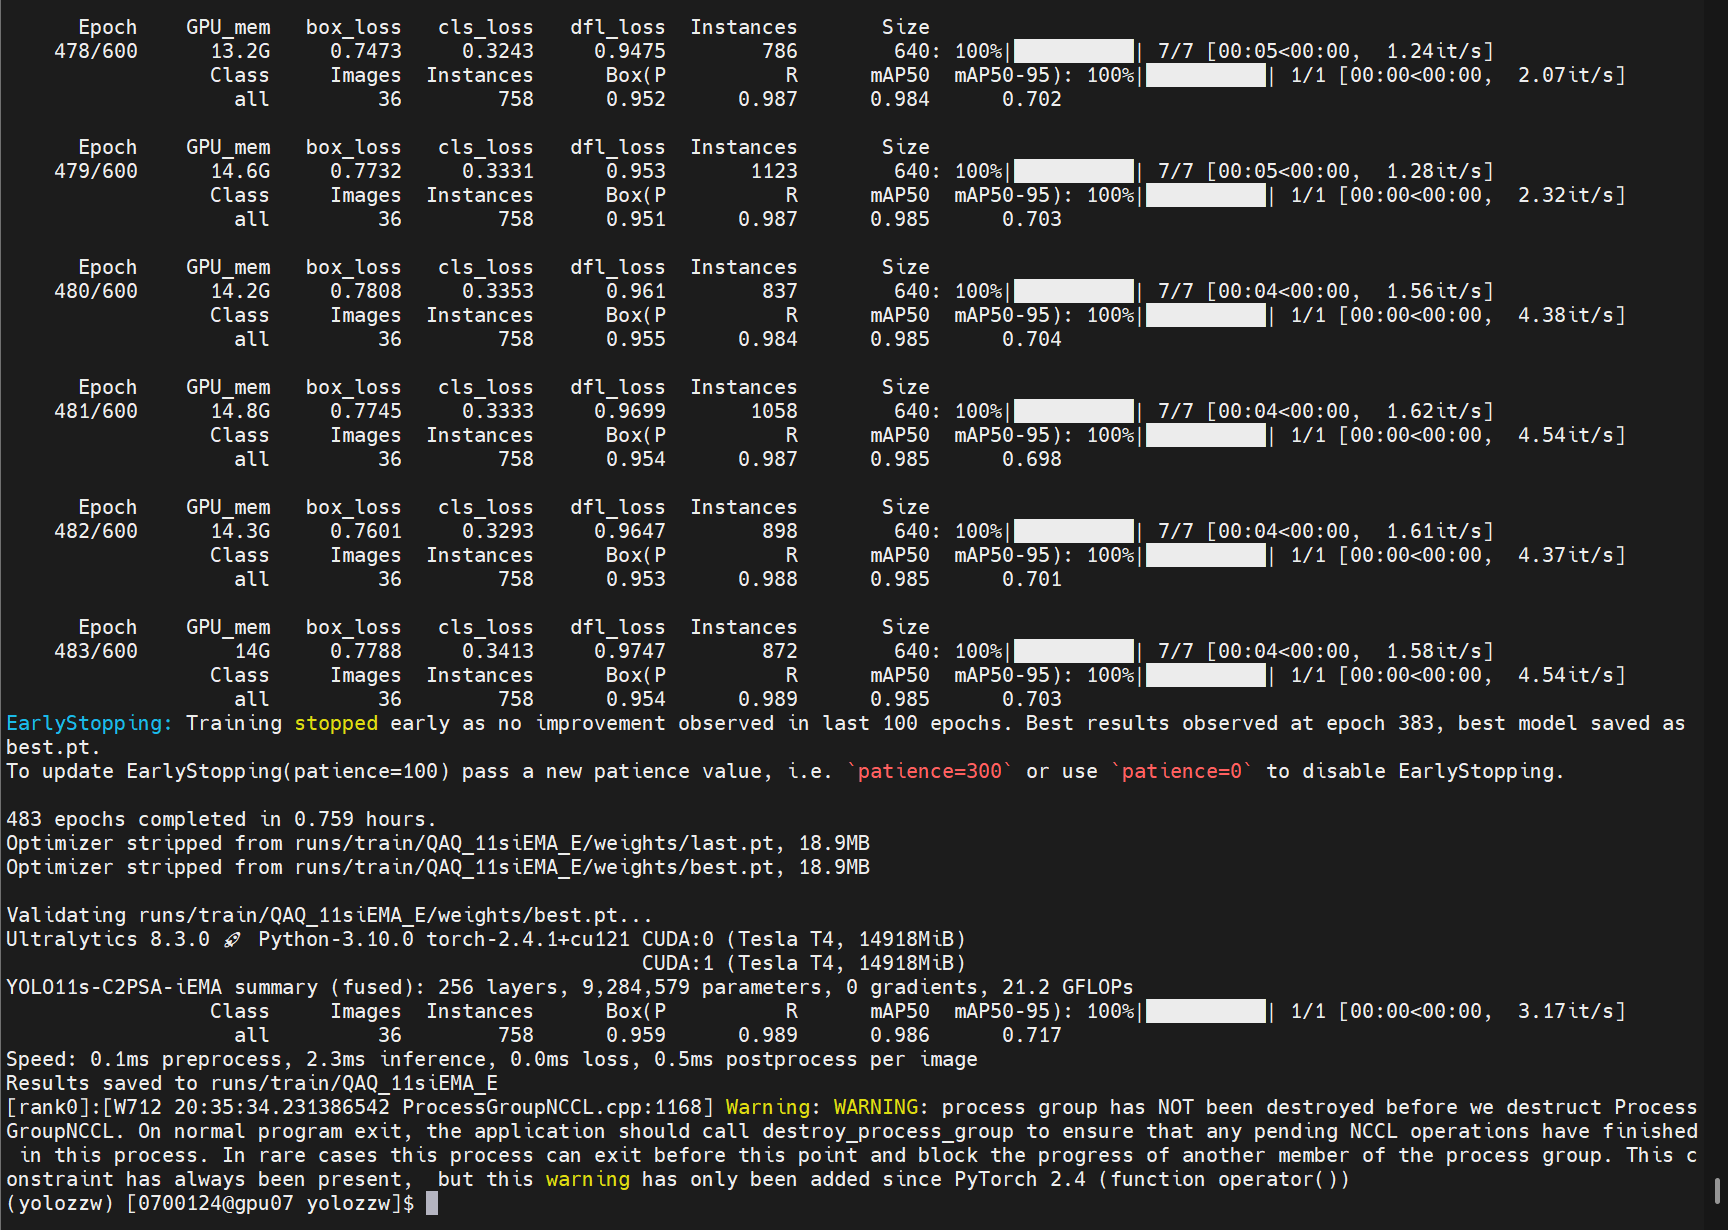 Epoch    GPU_mem   box_loss   cls_loss   dfl_loss  Instances       Size
478/600      13.2G     0.7473     0.3243     0.9475        786        640: 100%|██████████| 7/7 [00:05<00:00,  1.24it/s]
Class     Images  Instances      Box(P          R      mAP50  mAP50-95): 100%|██████████| 1/1 [00:00<00:00,  2.07it/s]
all         36        758      0.952      0.987      0.984      0.702
Epoch    GPU_mem   box_loss   cls_loss   dfl_loss  Instances       Size
479/600      14.6G     0.7732     0.3331      0.953       1123        640: 100%|██████████| 7/7 [00:05<00:00,  1.28it/s]
Class     Images  Instances      Box(P          R      mAP50  mAP50-95): 100%|██████████| 1/1 [00:00<00:00,  2.32it/s]
all         36        758      0.951      0.987      0.985      0.703
Epoch    GPU_mem   box_loss   cls_loss   dfl_loss  Instances       Size
480/600      14.2G     0.7808     0.3353      0.961        837        640: 100%|██████████| 7/7 [00:04<00:00,  1.56it/s]
Class     Images  Instances      Box(P          R      mAP50  mAP50-95): 100%|██████████| 1/1 [00:00<00:00,  4.38it/s]
all         36        758      0.955      0.984      0.985      0.704
Epoch    GPU_mem   box_loss   cls_loss   dfl_loss  Instances       Size
481/600      14.8G     0.7745     0.3333     0.9699       1058        640: 100%|██████████| 7/7 [00:04<00:00,  1.62it/s]
Class     Images  Instances      Box(P          R      mAP50  mAP50-95): 100%|██████████| 1/1 [00:00<00:00,  4.54it/s]
all         36        758      0.954      0.987      0.985      0.698
Epoch    GPU_mem   box_loss   cls_loss   dfl_loss  Instances       Size
482/600      14.3G     0.7601     0.3293     0.9647        898        640: 100%|██████████| 7/7 [00:04<00:00,  1.61it/s]
Class     Images  Instances      Box(P          R      mAP50  mAP50-95): 100%|██████████| 1/1 [00:00<00:00,  4.37it/s]
all         36        758      0.953      0.988      0.985      0.701
Epoch    GPU_mem   box_loss   cls_loss   dfl_loss  Instances       Size
483/600        14G     0.7788     0.3413     0.9747        872        640: 100%|██████████| 7/7 [00:04<00:00,  1.58it/s]
Class     Images  Instances      Box(P          R      mAP50  mAP50-95): 100%|██████████| 1/1 [00:00<00:00,  4.54it/s]
all         36        758      0.954      0.989      0.985      0.703
EarlyStopping: Training stopped early as no improvement observed in last 100 epochs. Best results observed at epoch 383, best model saved as
best.pt.
To update EarlyStopping(patience=100) pass a new patience value, i.e. `patience=300` or use `patience=0` to disable EarlyStopping.
483 epochs completed in 0.759 hours.
Optimizer stripped from runs/train/QAQ_11siEMA_E/weights/last.pt, 18.9MB
Optimizer stripped from runs/train/QAQ_11siEMA_E/weights/best.pt, 18.9MB
Validating runs/train/QAQ_11siEMA_E/weights/best.pt...
Ultralytics 8.3.0 🚀 Python-3.10.0 torch-2.4.1+cu121 CUDA:0 (Tesla T4, 14918MiB)
CUDA:1 (Tesla T4, 14918MiB)
YOLO11s-C2PSA-iEMA summary (fused): 256 layers, 9,284,579 parameters, 0 gradients, 21.2 GFLOPs
Class     Images  Instances      Box(P          R      mAP50  mAP50-95): 100%|██████████| 1/1 [00:00<00:00,  3.17it/s]
all         36        758      0.959      0.989      0.986      0.717
Speed: 0.1ms preprocess, 2.3ms inference, 0.0ms loss, 0.5ms postprocess per image
Results saved to runs/train/QAQ_11siEMA_E
[rank0]:[W712 20:35:34.231386542 ProcessGroupNCCL.cpp:1168] Warning: WARNING: process group has NOT been destroyed before we destruct Process
GroupNCCL. On normal program exit, the application should call destroy_process_group to ensure that any pending NCCL operations have finished
in this process. In rare cases this process can exit before this point and block the progress of another member of the process group. This c
onstraint has always been present,  but this warning has only been added since PyTorch 2.4 (function operator())
(yolozzw) [0700124@gpu07 yolozzw]$